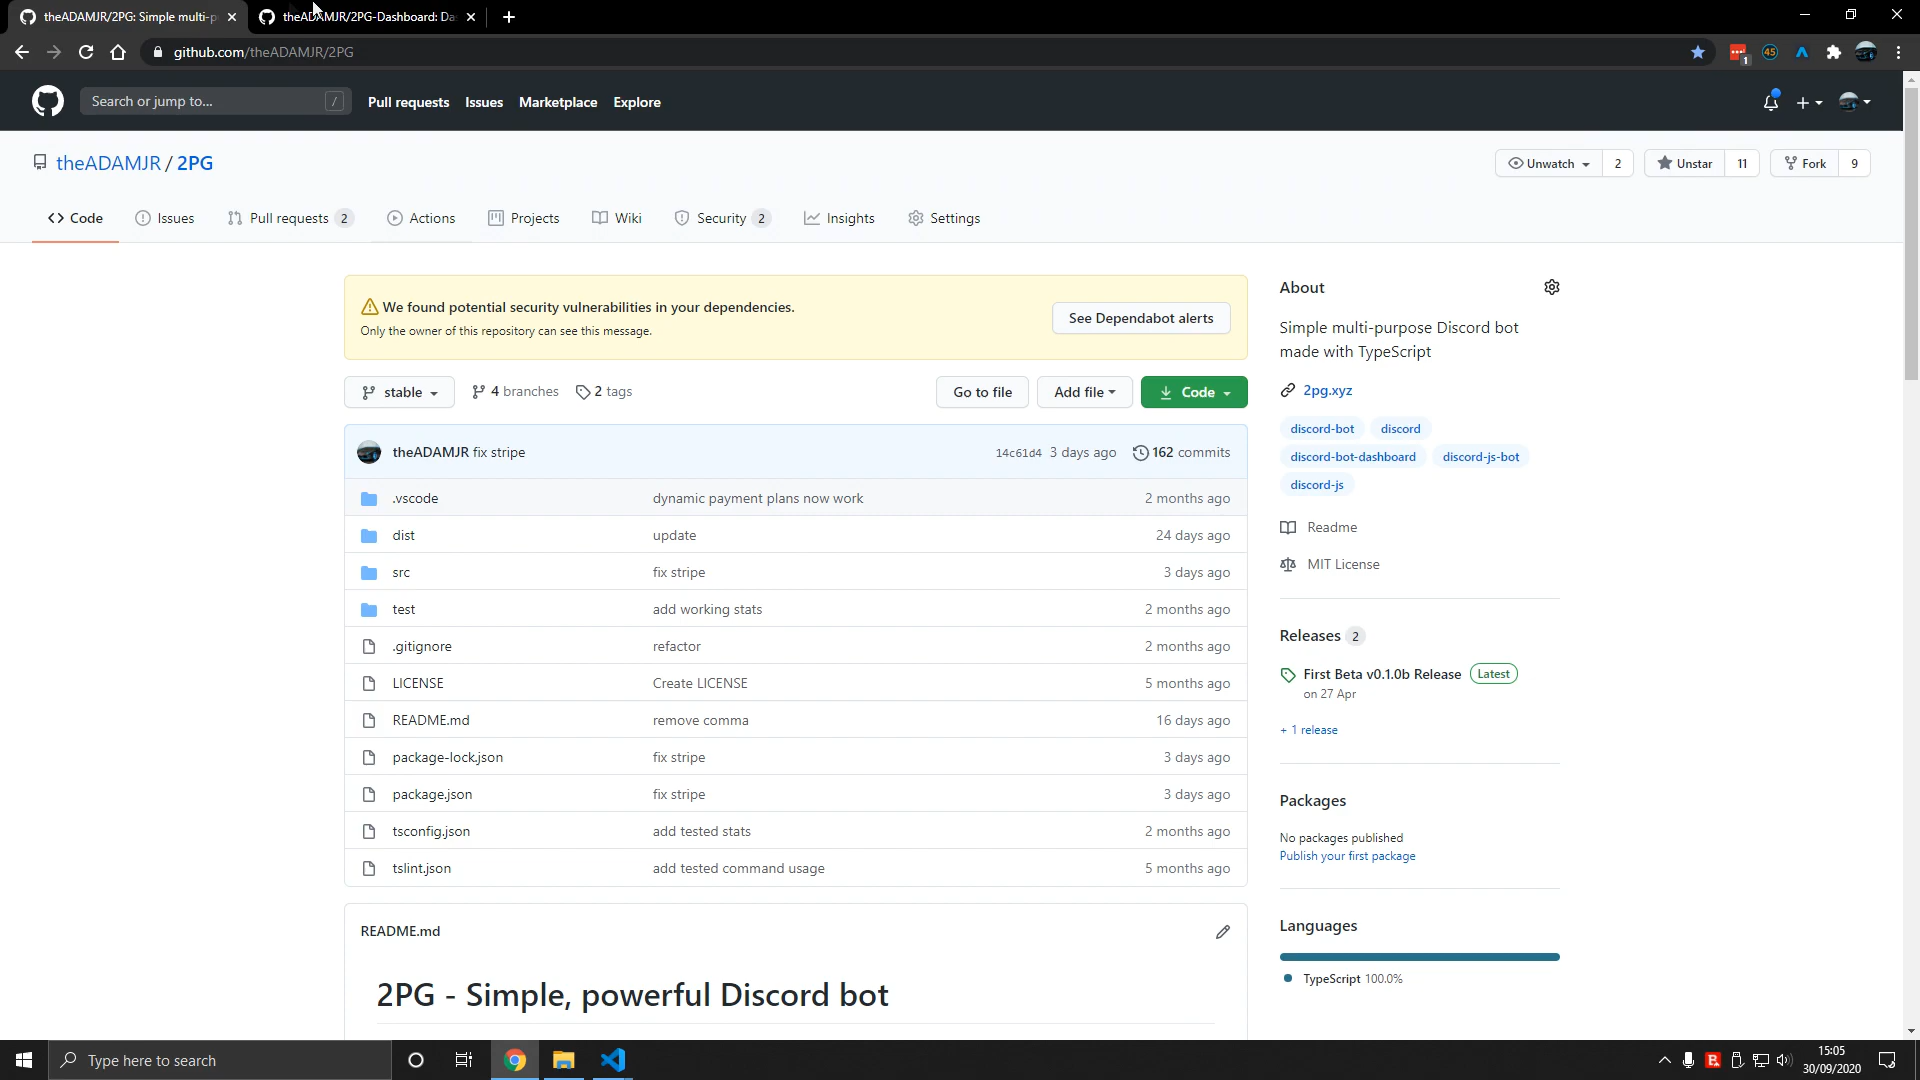 theADAMJR/2PG: Simple multi-p
theADAMJR/2PG-Dashboard: Da
github.com/theADAMJR/2PG
1
45
Search or jump to...
/
Pull requests
Issues
Marketplace
Explore
theADAMJR / 2PG
Unwatch
2
Unstar
11
Fork
9
Code
Issues
Pull requests 2
Actions
Projects
Wiki
Security 2
Insights
Settings
We found potential security vulnerabilities in your dependencies.
Only the owner of this repository can see this message.
See Dependabot alerts
stable
4 branches
2 tags
Go to file
Add file
Code
theADAMJR fix stripe
14c61d4 3 days ago
162 commits
.vscode dynamic payment plans now work 2 months ago
dist update 24 days ago
src fix stripe 3 days ago
test add working stats 2 months ago
.gitignore refactor 2 months ago
LICENSE Create LICENSE 5 months ago
README.md remove comma 16 days ago
package-lock.json fix stripe 3 days ago
package.json fix stripe 3 days ago
tsconfig.json add tested stats 2 months ago
tslint.json add tested command usage 5 months ago
README.md
2PG - Simple, powerful Discord bot
About
Simple multi-purpose Discord bot
made with TypeScript
2pg.xyz
discord-bot discord
discord-bot-dashboard discord-js-bot
discord-js
Readme
MIT License
Releases 2
First Beta v0.1.0b Release Latest
on 27 Apr
+ 1 release
Packages
No packages published
Publish your first package
Languages
TypeScript 100.0%
Type here to search
15:05
30/09/2020